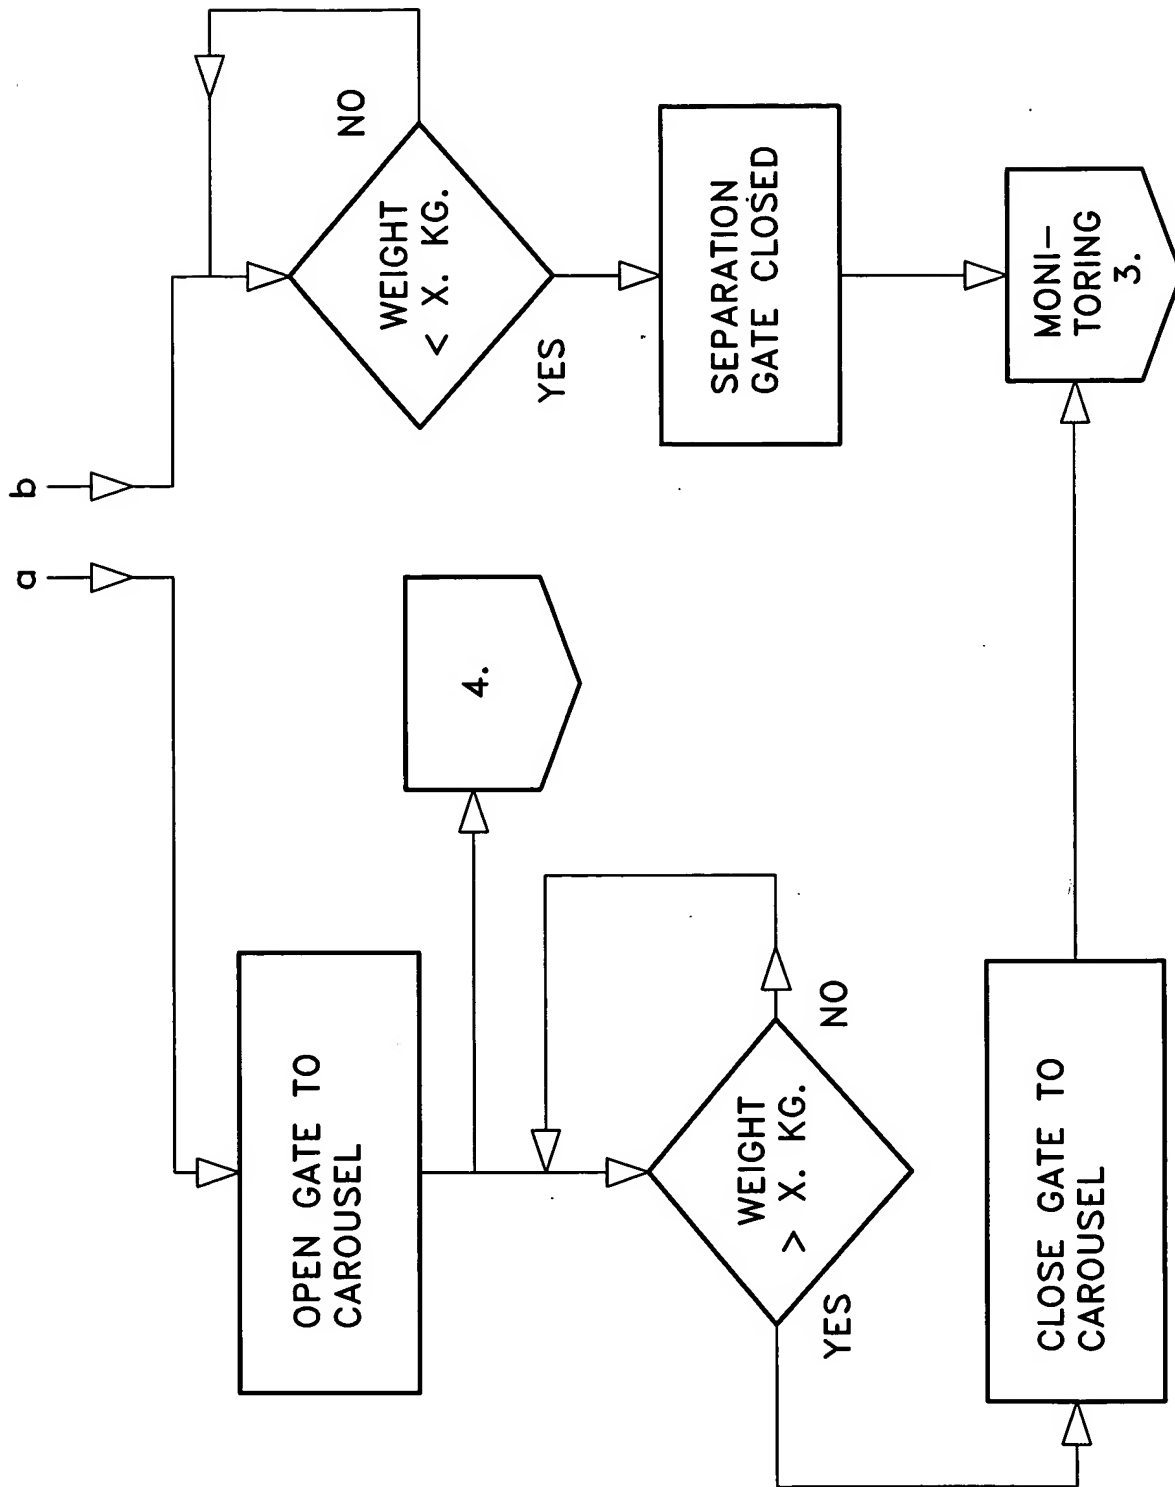 a
b
OPEN GATE TO
CAROUSEL
4.
WEIGHT
> X. KG.
NO
YES
CLOSE GATE TO
CAROUSEL
WEIGHT
< X. KG.
NO
YES
SEPARATION
GATE CLOSED
MONI-
TORING
3.